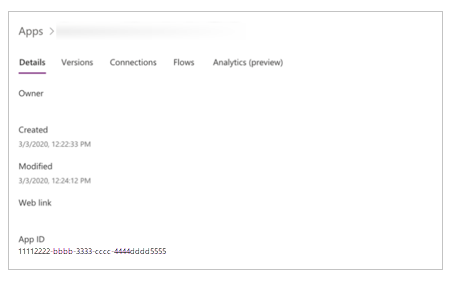 Apps >
Details Versions Connections Flows Analytics (preview)
Owner
Created
3/3/2020, 12:22:33 PM
Modified
3/3/2020, 12:24:12 PM
Web link
App ID
11112222-bbbb-3333-cccc-4444dddd5555